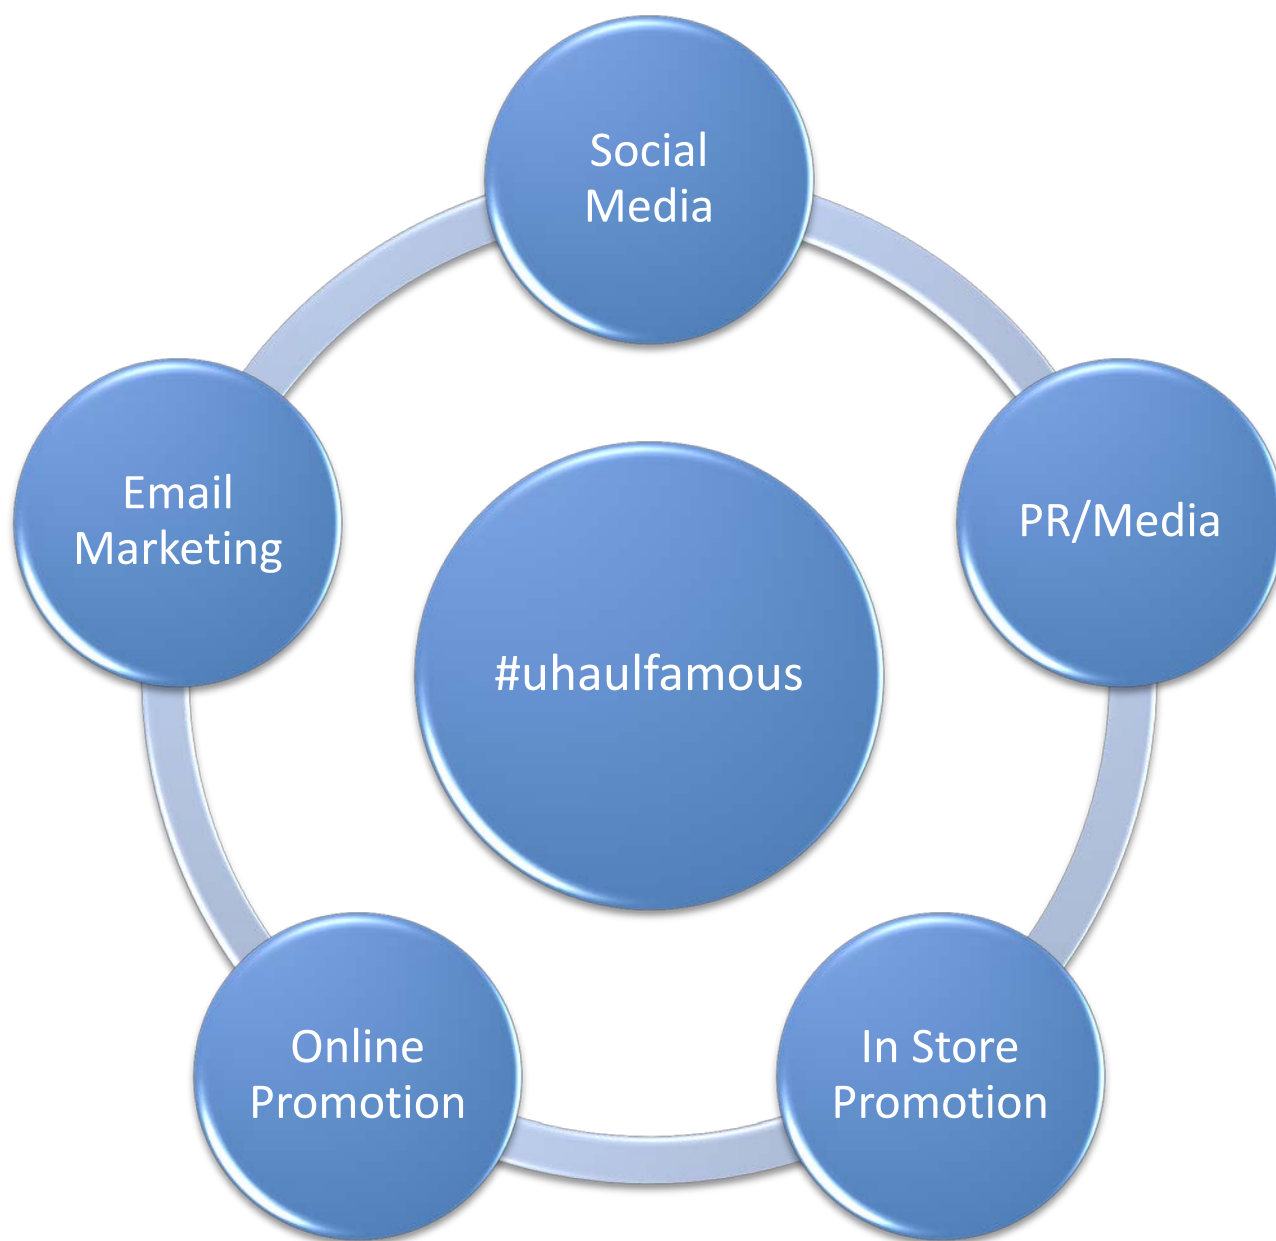 Social
Media
Email
Marketing
PR/Media
#uhaulfamous
Online
Promotion
In Store
Promotion